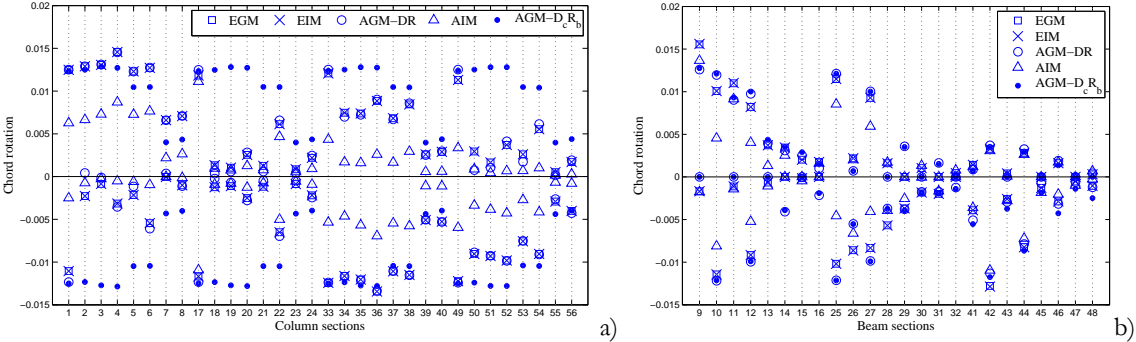 EGM EIM AGM−DR AIM AGM−DcRb
0.02
0.015
0.01
0.005
0
−0.005
−0.01
−0.015
Chord rotation
1 2 3 4 5 6 7 8 17 18 19 20 21 22 23 24 33 34 35 36 37 38 39 40 49 50 51 52 53 54 55 56
Column sections
a)
EGM
EIM
AGM−DR
AIM
AGM−DcRb
0.02
0.015
0.01
0.005
0
−0.005
−0.01
−0.015
Chord rotation
9 10 11 12 13 14 15 16 25 26 27 28 29 30 31 32 41 42 43 44 45 46 47 48
Beam sections
b)